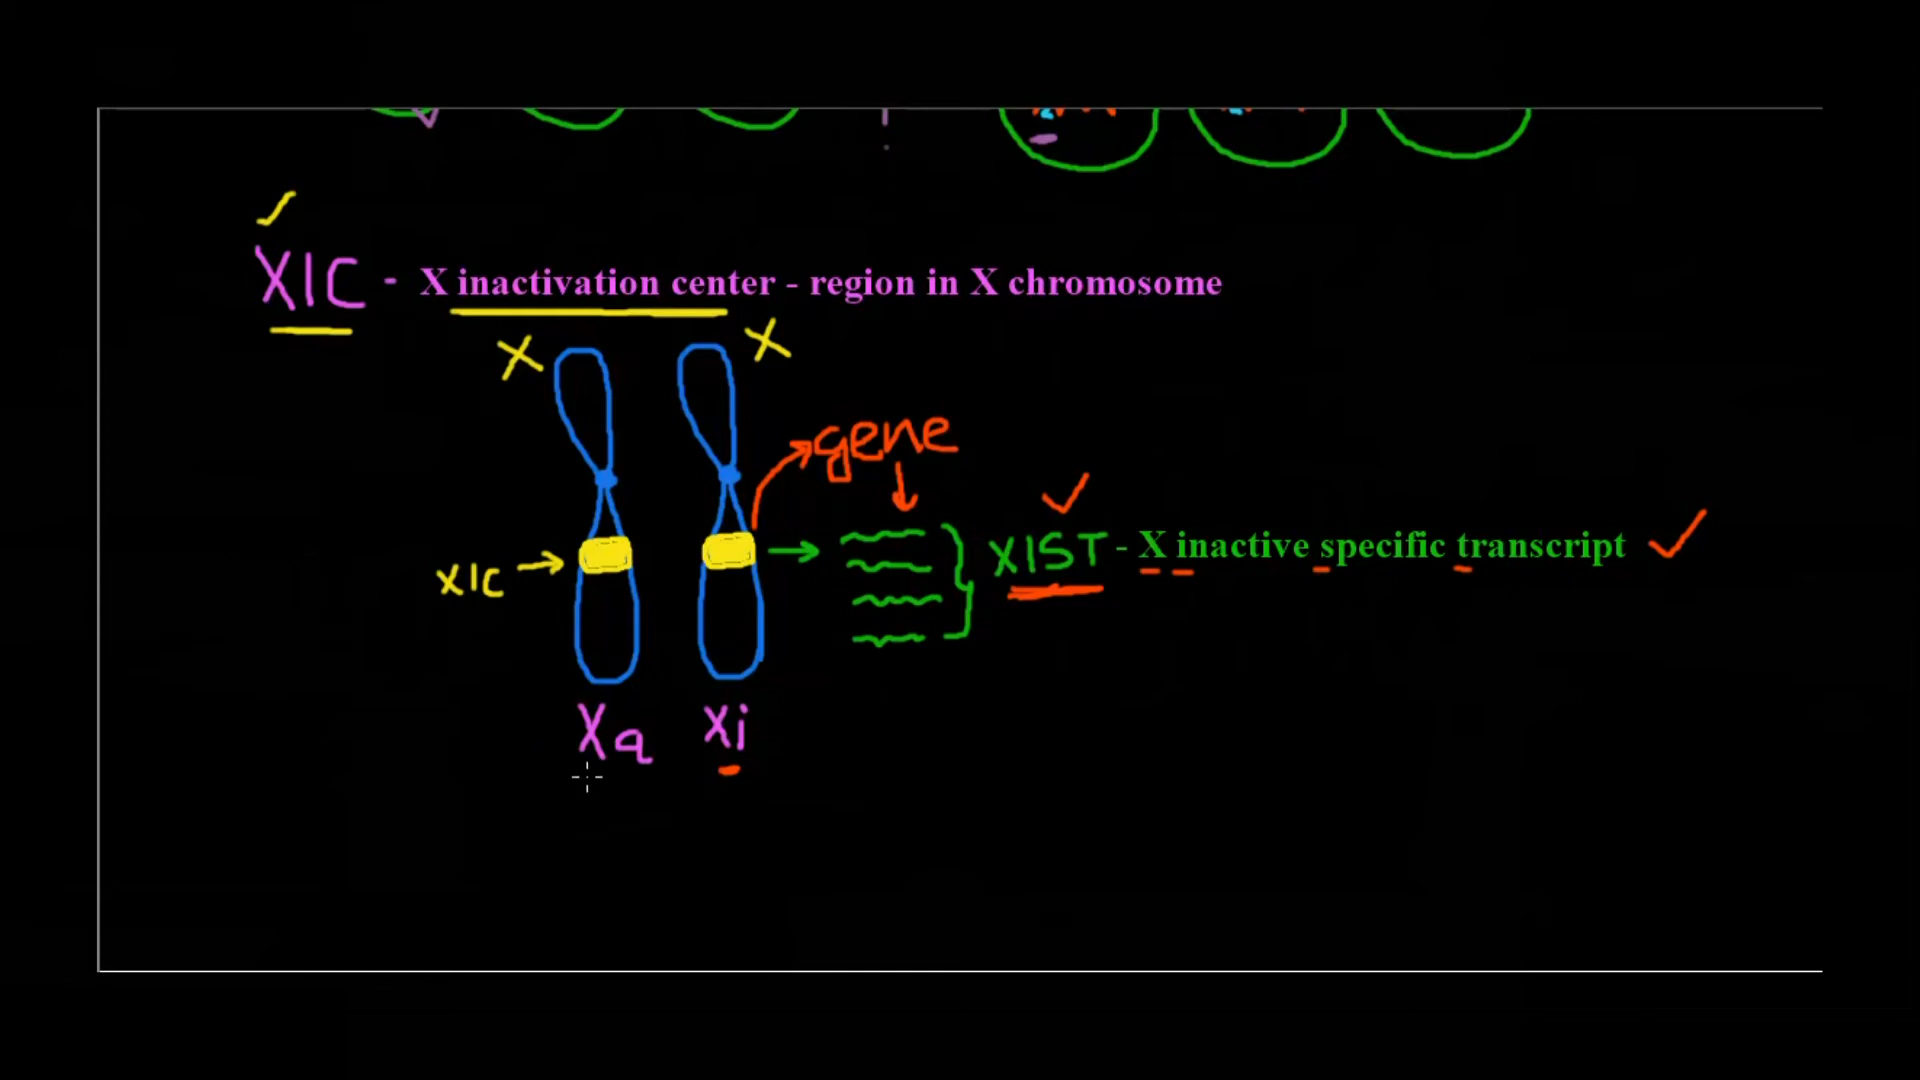 XIC - X inactivation center - region in X chromosome
X X
gene
XIST - X inactive specific transcript
XIC
Xa Xi